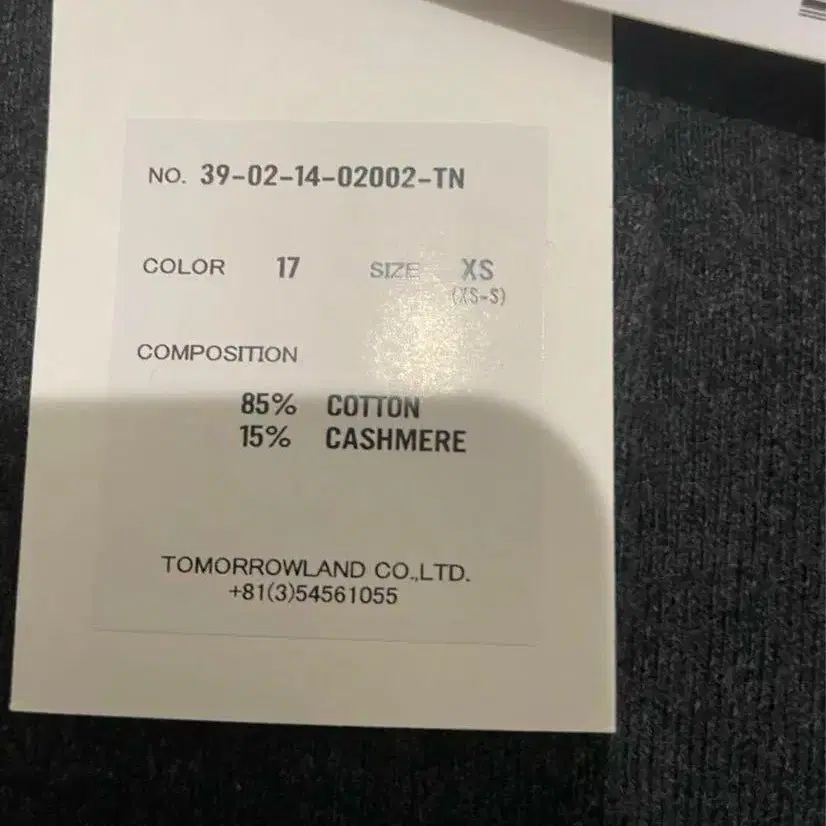 NO. 39-02-14-02002-TN
COLOR 17 SIZE XS
(XS-S)
COMPOSITION
85% COTTON
15% CASHMERE
TOMORROWLAND CO.,LTD.
+81(3)54561055